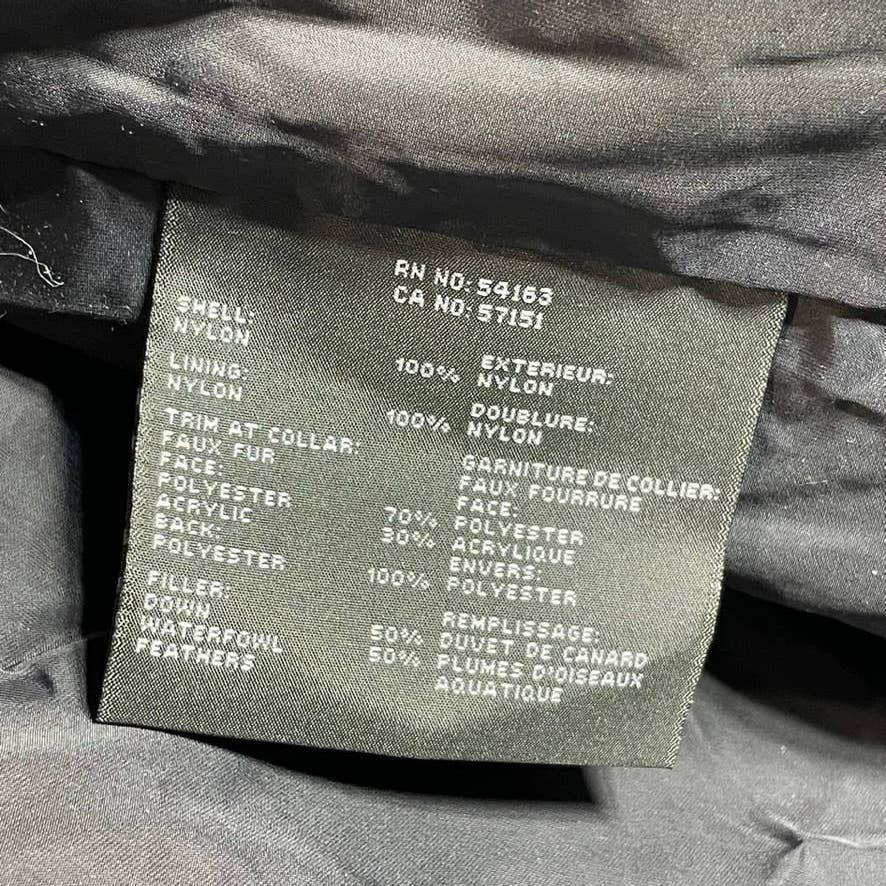 RN NO: 54163
CA NO: 57151
SHELL:
NYLON 100%
LINING:
NYLON 100%
TRIM AT COLLAR:
FAUX FUR
FACE:
POLYESTER 70%
ACRYLIC 30%
BACK:
POLYESTER 100%
FILLER:
DOWN 50%
WATERFOWL 50%
FEATHERS
EXTERIEUR:
NYLON
DOUBLURE:
NYLON
GARNITURE DE COLLIER:
FAUX FOURRURE
FACE:
POLYESTER
ACRYLIQUE
ENVERS:
POLYESTER
REMPLISSAGE:
DUVET DE CANARD
PLUMES D'OISEAUX
AQUATIQUE